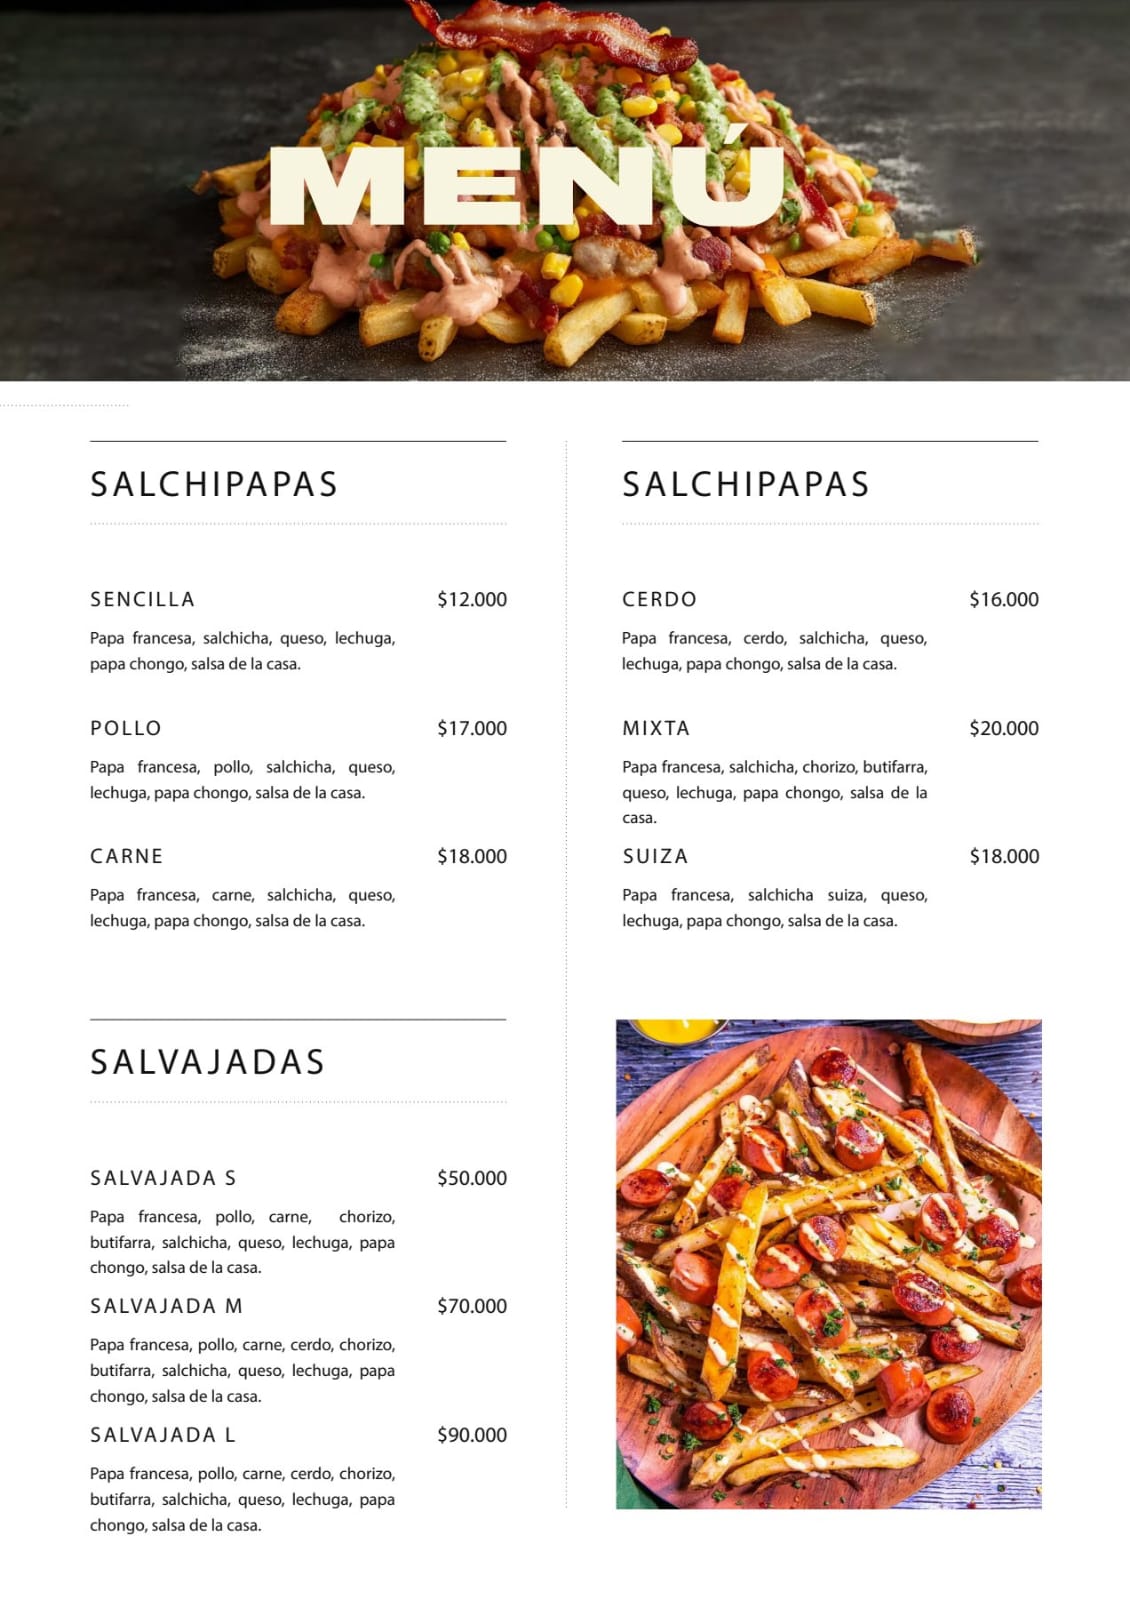 MENÚ
SALCHIPAPAS
SENCILLA $12.000
Papa francesa, salchicha, queso, lechuga,
papa chongo, salsa de la casa.
POLLO $17.000
Papa francesa, pollo, salchicha, queso,
lechuga, papa chongo, salsa de la casa.
CARNE $18.000
Papa francesa, carne, salchicha, queso,
lechuga, papa chongo, salsa de la casa.
SALVAJADAS
SALVAJADA S $50.000
Papa francesa, pollo, carne, chorizo,
butifarra, salchicha, queso, lechuga, papa
chongo, salsa de la casa.
SALVAJADA M $70.000
Papa francesa, pollo, carne, cerdo, chorizo,
butifarra, salchicha, queso, lechuga, papa
chongo, salsa de la casa.
SALVAJADA L $90.000
Papa francesa, pollo, carne, cerdo, chorizo,
butifarra, salchicha, queso, lechuga, papa
chongo, salsa de la casa.
SALCHIPAPAS
CERDO $16.000
Papa francesa, cerdo, salchicha, queso,
lechuga, papa chongo, salsa de la casa.
MIXTA $20.000
Papa francesa, salchicha, chorizo, butifarra,
queso, lechuga, papa chongo, salsa de la
casa.
SUIZA $18.000
Papa francesa, salchicha suiza, queso,
lechuga, papa chongo, salsa de la casa.